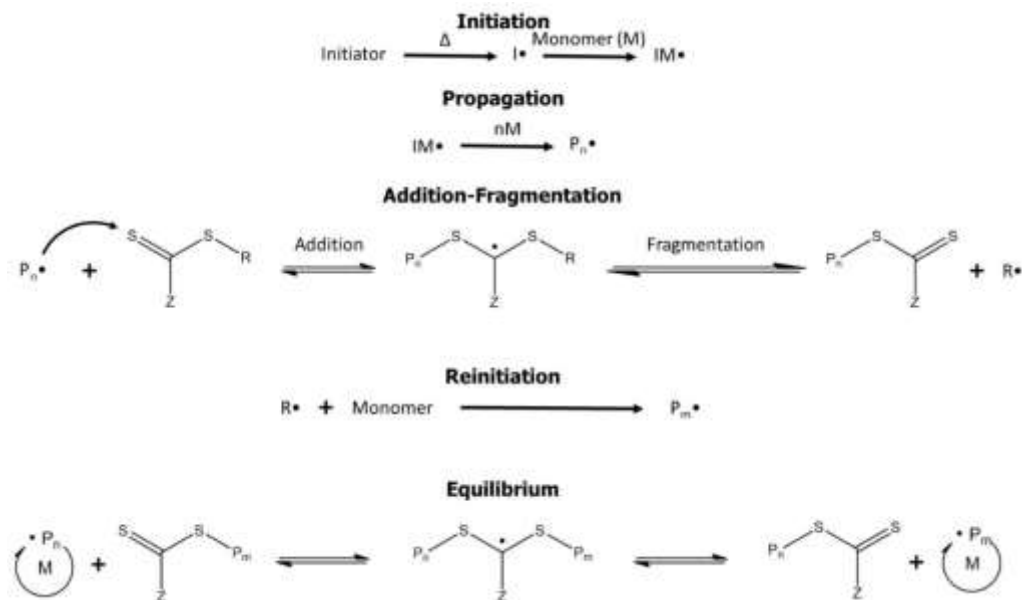 Initiation
Initiator Δ I• Monomer (M) IM•
Propagation
IM• nM Pn•
Addition-Fragmentation
Pn• + S S R Z Addition Pn S • S R Z Fragmentation Pn S S Z + R•
Reinitiation
R• + Monomer Pm•
Equilibrium
• Pn M + S S Pm Z Pn S • S Pm Z Pn S S Z + • Pm M